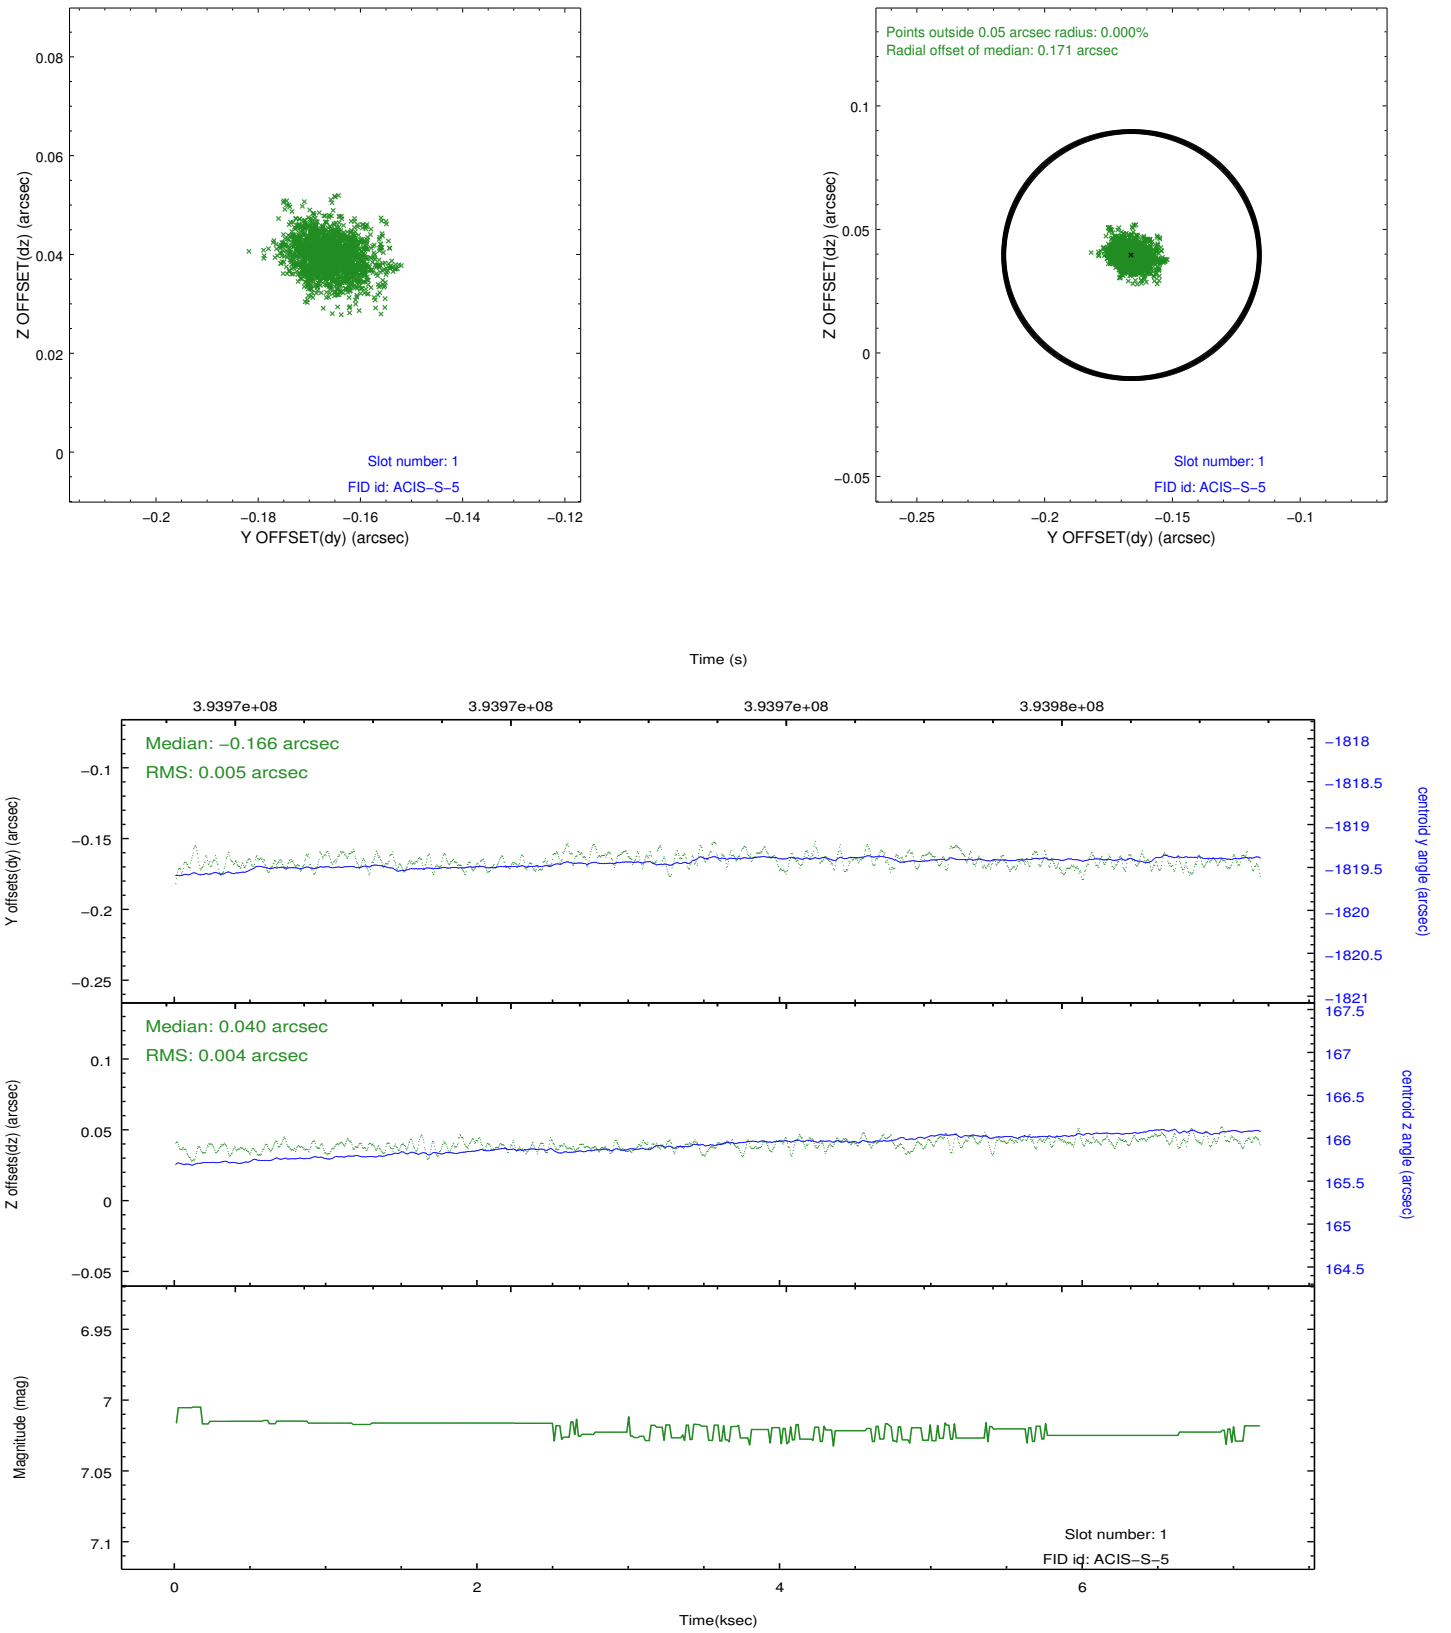 0.08
0.06
0.04
0.02
0
Z OFFSET(dz) (arcsec)
Slot number: 1
FID id: ACIS−S−5
−0.2 −0.18 −0.16 −0.14 −0.12
Y OFFSET(dy) (arcsec)
Points outside 0.05 arcsec radius: 0.000%
Radial offset of median: 0.171 arcsec
0.1
0.05
0
−0.05
Z OFFSET(dz) (arcsec)
Slot number: 1
FID id: ACIS−S−5
−0.25 −0.2 −0.15 −0.1
Y OFFSET(dy) (arcsec)
Time (s)
3.9397e+08 3.9397e+08 3.9397e+08 3.9398e+08
Median: −0.166 arcsec
RMS: 0.005 arcsec
−0.1
−0.15
−0.2
−0.25
Y offsets(dy) (arcsec)
−1818
−1818.5
−1819
−1819.5
−1820
−1820.5
−1821
centroid y angle (arcsec)
Median: 0.040 arcsec
RMS: 0.004 arcsec
0.1
0.05
0
−0.05
Z offsets(dz) (arcsec)
167.5
167
166.5
166
165.5
165
164.5
centroid z angle (arcsec)
6.95
7
7.05
7.1
Magnitude (mag)
Slot number: 1
FID id: ACIS−S−5
0 2 4 6
Time(ksec)